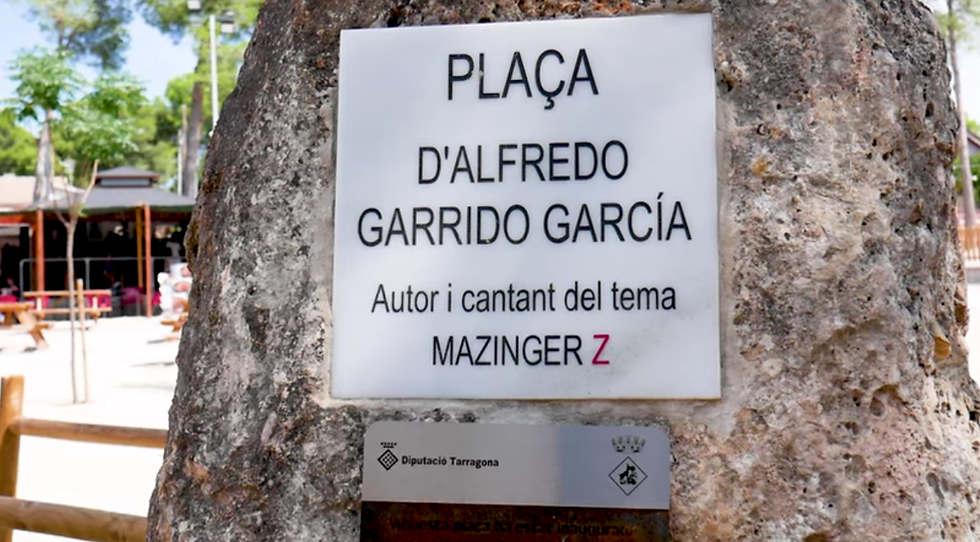 PLAÇA
D'ALFREDO
GARRIDO GARCÍA
Autor i cantant del tema
MAZINGER Z
Diputació Tarragona